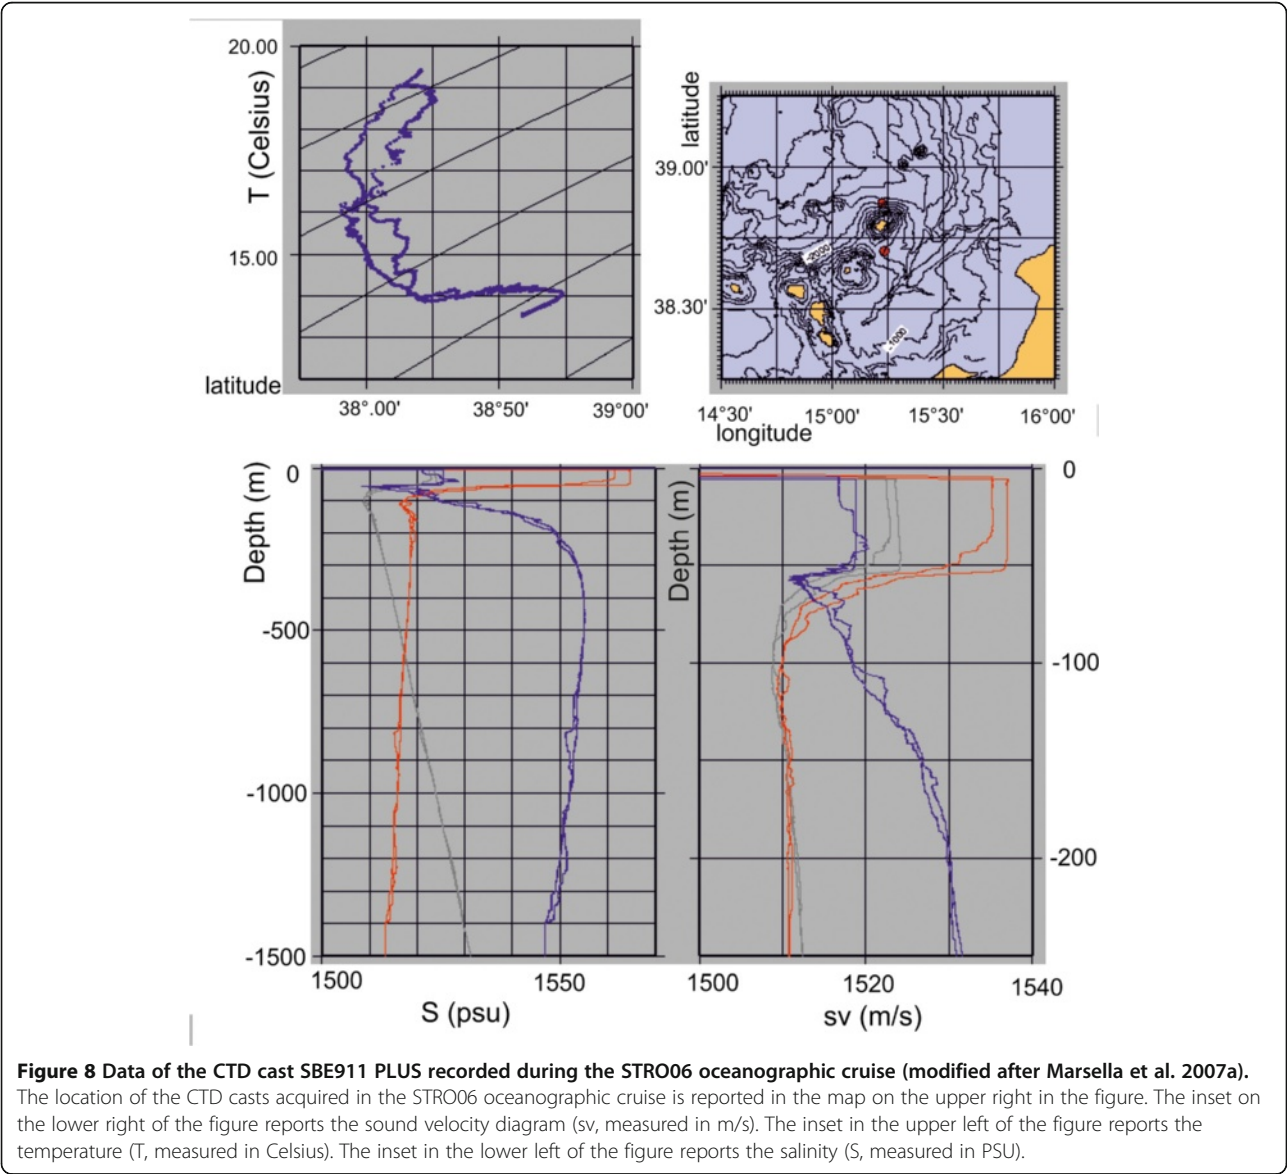 20.00
T (Celsius)
15.00
latitude
38°.00'
38°50'
39°00'
latitude
39.00'
38.30'
-2000
-1000
14°30'
15°00'
15°30'
16°00'
longitude
0
Depth (m)
-500
-1000
-1500
1500
1550
S (psu)
0
Depth (m)
-100
-200
1500
1520
1540
sv (m/s)
Figure 8 Data of the CTD cast SBE911 PLUS recorded during the STRO06 oceanographic cruise (modified after Marsella et al. 2007a).
The location of the CTD casts acquired in the STRO06 oceanographic cruise is reported in the map on the upper right in the figure. The inset on
the lower right of the figure reports the sound velocity diagram (sv, measured in m/s). The inset in the upper left of the figure reports the
temperature (T, measured in Celsius). The inset in the lower left of the figure reports the salinity (S, measured in PSU).